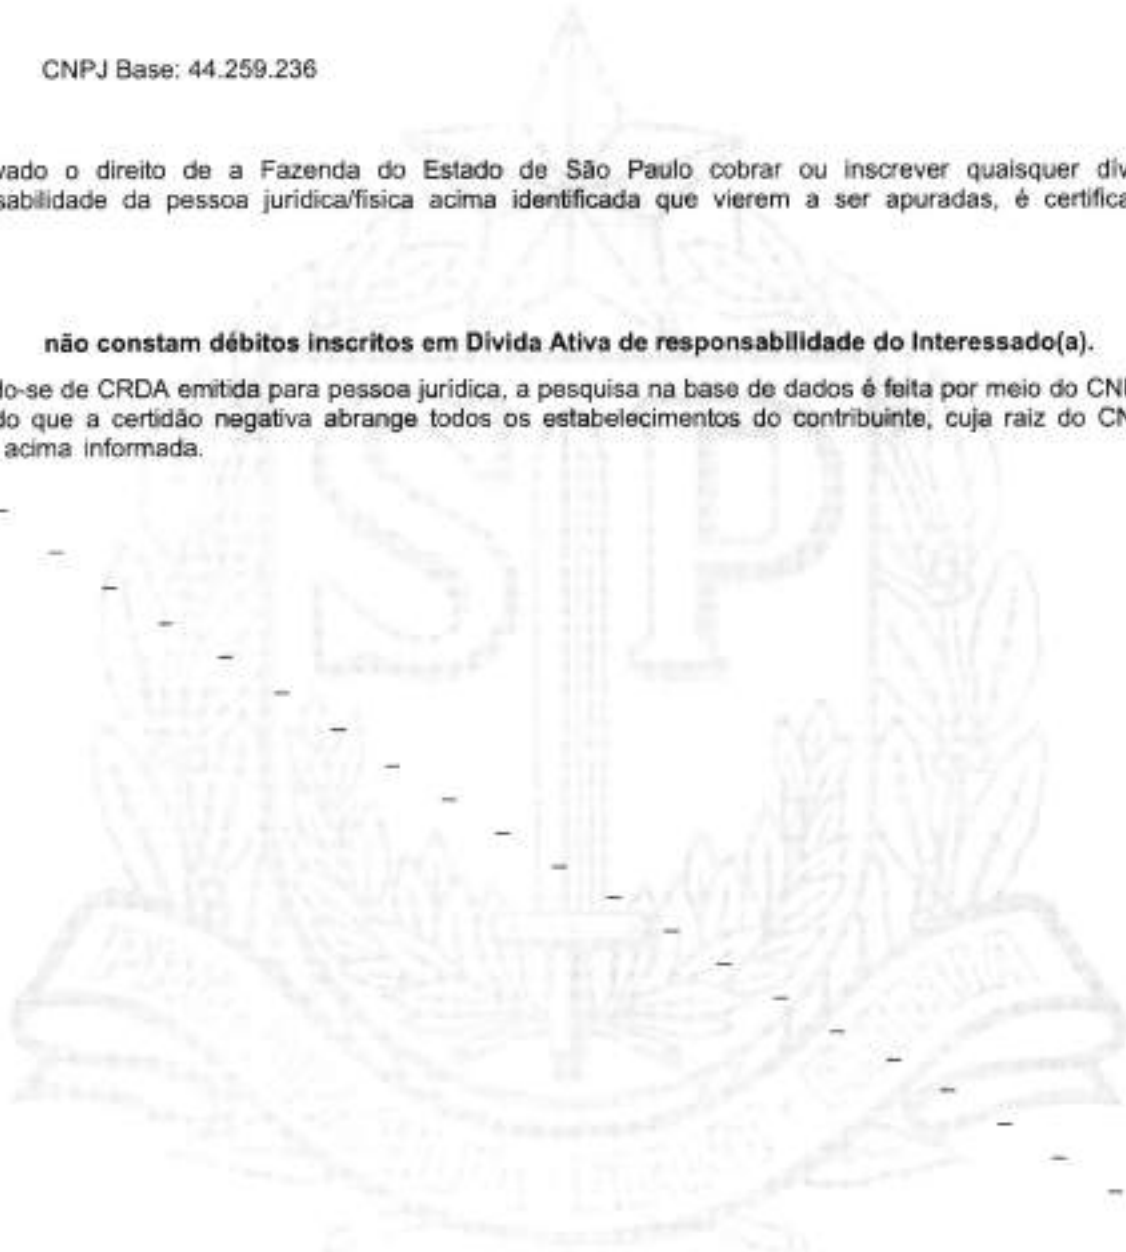 CNPJ Base: 44.259.236
vado o direito de a Fazenda do Estado de São Paulo cobrar ou inscrever quaisquer dív
sabilidade da pessoa jurídica/física acima identificada que vierem a ser apuradas, é certifica
não constam débitos inscritos em Dívida Ativa de responsabilidade do Interessado(a).
do-se de CRDA emitida para pessoa jurídica, a pesquisa na base de dados é feita por meio do CN
do que a certidão negativa abrange todos os estabelecimentos do contribuinte, cuja raiz do CN
acima informada.
SP